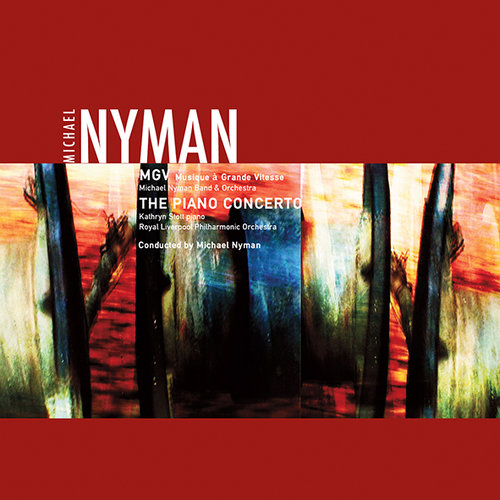 MICHAEL
NYMAN
MGV Musique à Grande Vitesse
Michael Nyman Band & Orchestra
THE PIANO CONCERTO
Kathryn Stott piano
Royal Liverpool Philharmonic Orchestra
Conducted by Michael Nyman